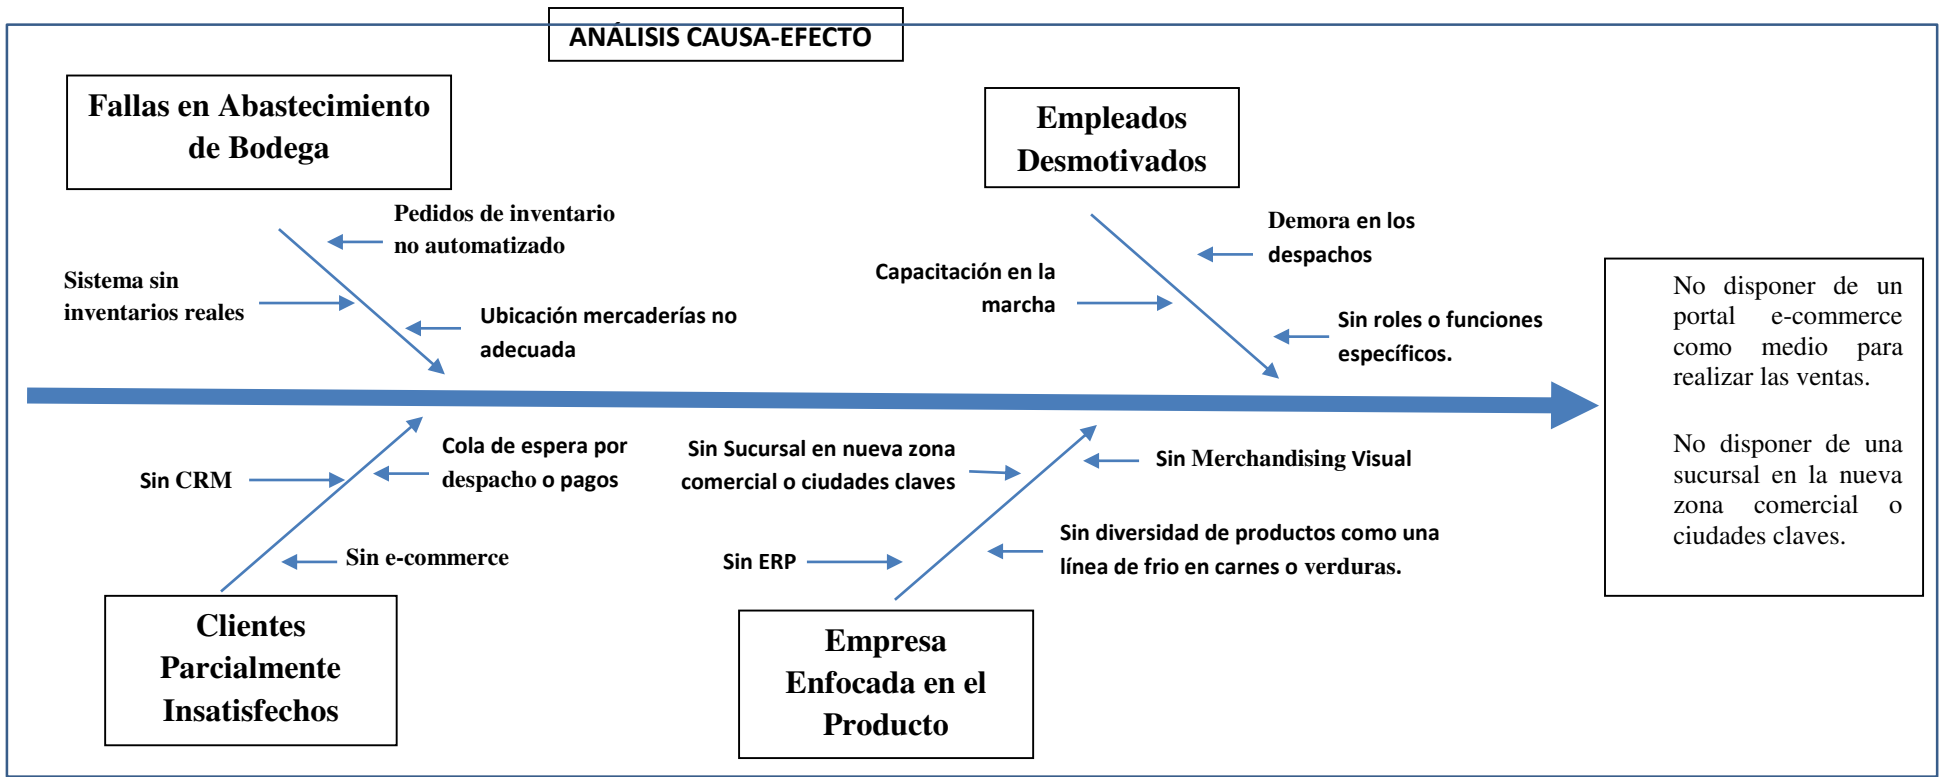 ANÁLISIS CAUSA-EFECTO
Fallas en Abastecimiento
de Bodega
Empleados
Desmotivados
Pedidos de inventario
no automatizado
Sistema sin
inventarios reales
Ubicación mercaderías no
adecuada
Demora en los
despachos
Capacitación en la
marcha
Sin roles o funciones
específicos.
No disponer de un
portal e-commerce
como medio para
realizar las ventas.
No disponer de una
sucursal en la nueva
zona comercial o
ciudades claves.
Sin CRM
Cola de espera por
despacho o pagos
Sin e-commerce
Sin Sucursal en nueva zona
comercial o ciudades claves
Sin Merchandising Visual
Sin ERP
Sin diversidad de productos como una
línea de frio en carnes o verduras.
Clientes
Parcialmente
Insatisfechos
Empresa
Enfocada en el
Producto